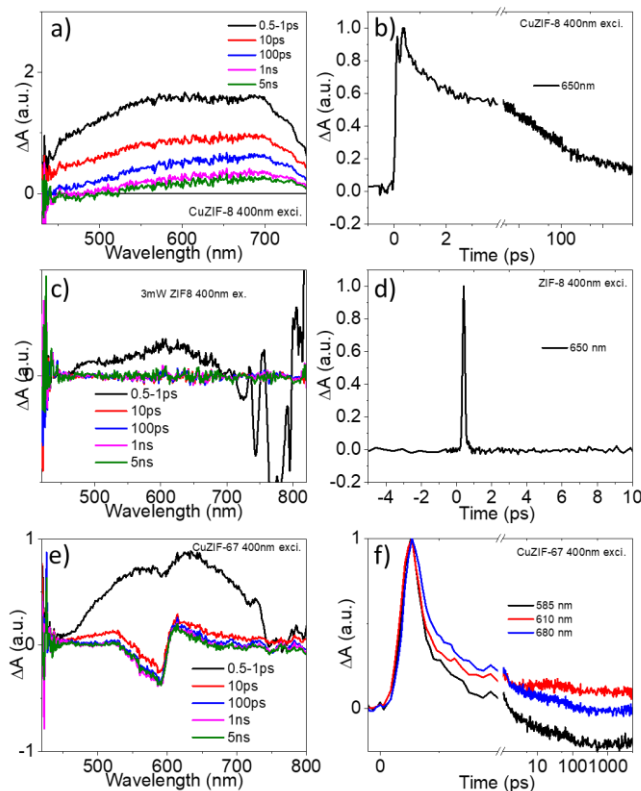 a)
0.5-1ps
10ps
100ps
1ns
5ns
2
0
ΔA (a.u.)
CuZIF-8 400nm exci.
500
600
700
Wavelength (nm)
b)
CuZIF-8 400nm exci.
650nm
1.0
0.8
0.6
0.4
0.2
0.0
-0.2
ΔA (a.u.)
0
2
100
Time (ps)
c)
3mW ZIF8 400nm ex.
ΔA (a.u.)
0.5-1ps
10ps
100ps
1ns
5ns
500
600
700
800
Wavelength (nm)
d)
ZIF-8 400nm exci.
650 nm
1.0
0.8
0.6
0.4
0.2
0.0
-0.2
ΔA (a.u.)
-4
-2
0
2
4
6
8
10
Time (ps)
e)
CuZIF-67 400nm exci.
1
0
-1
ΔA (a.u.)
0.5-1ps
10ps
100ps
1ns
5ns
500
600
700
800
Wavelength (nm)
f)
CuZIF-67 400nm exci.
585 nm
610 nm
680 nm
1
0
ΔA (a.u.)
0
10
100
1000
Time (ps)